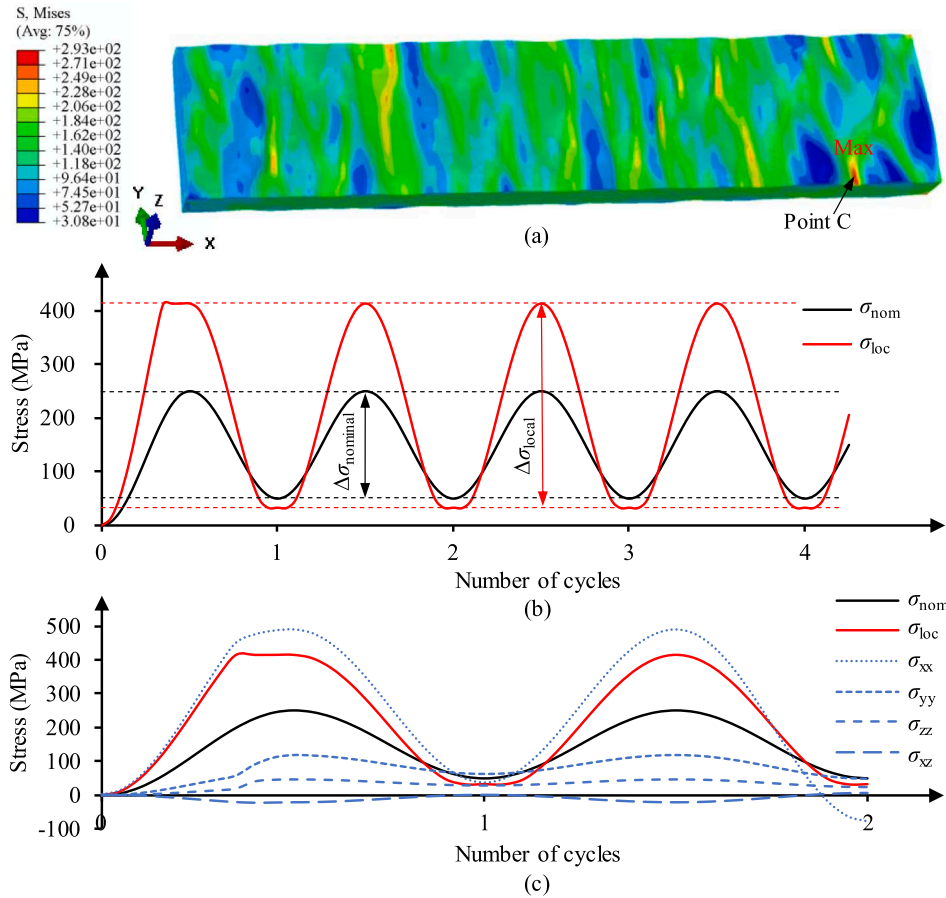 S, Mises
(Avg: 75%)
+2.93e+02
+2.71e+02
+2.49e+02
+2.28e+02
+2.06e+02
+1.84e+02
+1.62e+02
+1.40e+02
+1.18e+02
+9.64e+01
+7.45e+01
+5.27e+01
+3.08e+01
Y
Z
X
Max
Point C
(a)
Stress (MPa)
400
300
200
100
0
σnom
σloc
Δσnominal
Δσlocal
0
1
2
3
4
Number of cycles
(b)
Stress (MPa)
500
400
300
200
100
0
-100
σnom
σloc
σxx
σyy
σzz
σxz
0
1
2
Number of cycles
(c)